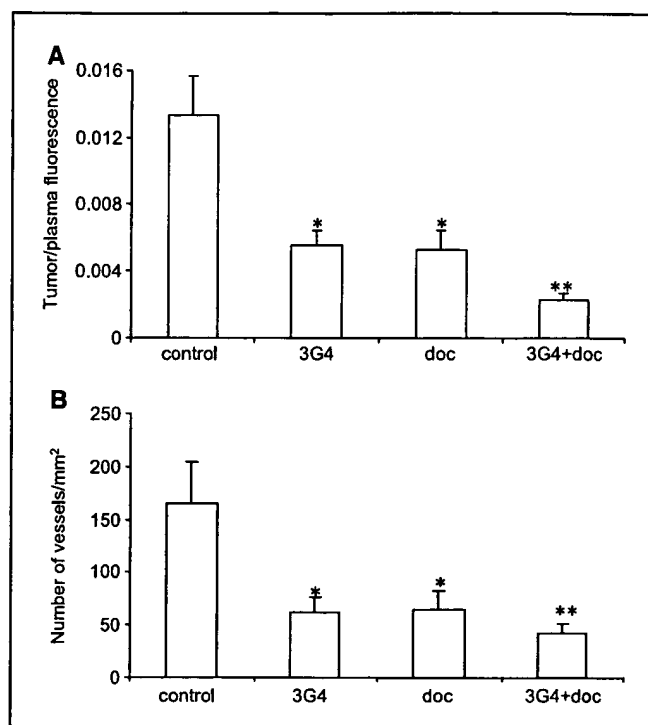 A
Tumor/plasma fluorescence
0.016
0.012
0.008
0.004
0
*
*
**
control 3G4 doc 3G4+doc
B
Number of vessels/mm²
250
200
150
100
50
0
*
*
**
control 3G4 doc 3G4+doc